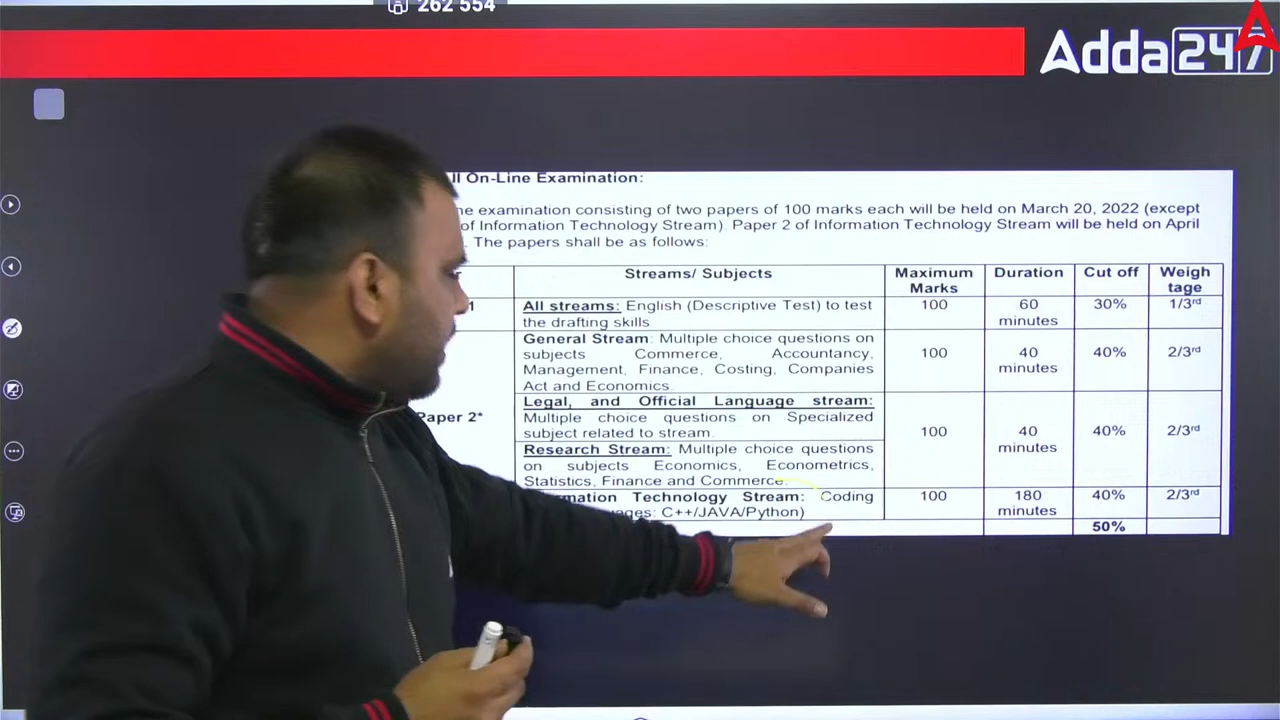 262 554
Adda247
II On-Line Examination:
ne examination consisting of two papers of 100 marks each will be held on March 20, 2022 (except
of Information Technology Stream). Paper 2 of Information Technology Stream will be held on April
. The papers shall be as follows:
Streams/ Subjects
Maximum Marks
Duration
Cut off
Weigh tage
1
All streams: English (Descriptive Test) to test
the drafting skills
100
60 minutes
30%
1/3rd
General Stream: Multiple choice questions on
subjects Commerce, Accountancy,
Management, Finance, Costing, Companies
Act and Economics.
100
40 minutes
40%
2/3rd
Paper 2*
Legal, and Official Language stream:
Multiple choice questions on Specialized
subject related to stream.
Research Stream: Multiple choice questions
on subjects Economics, Econometrics,
Statistics, Finance and Commerce.
100
40 minutes
40%
2/3rd
rmation Technology Stream: Coding
ages: C++/JAVA/Python)
100
180 minutes
40%
2/3rd
50%